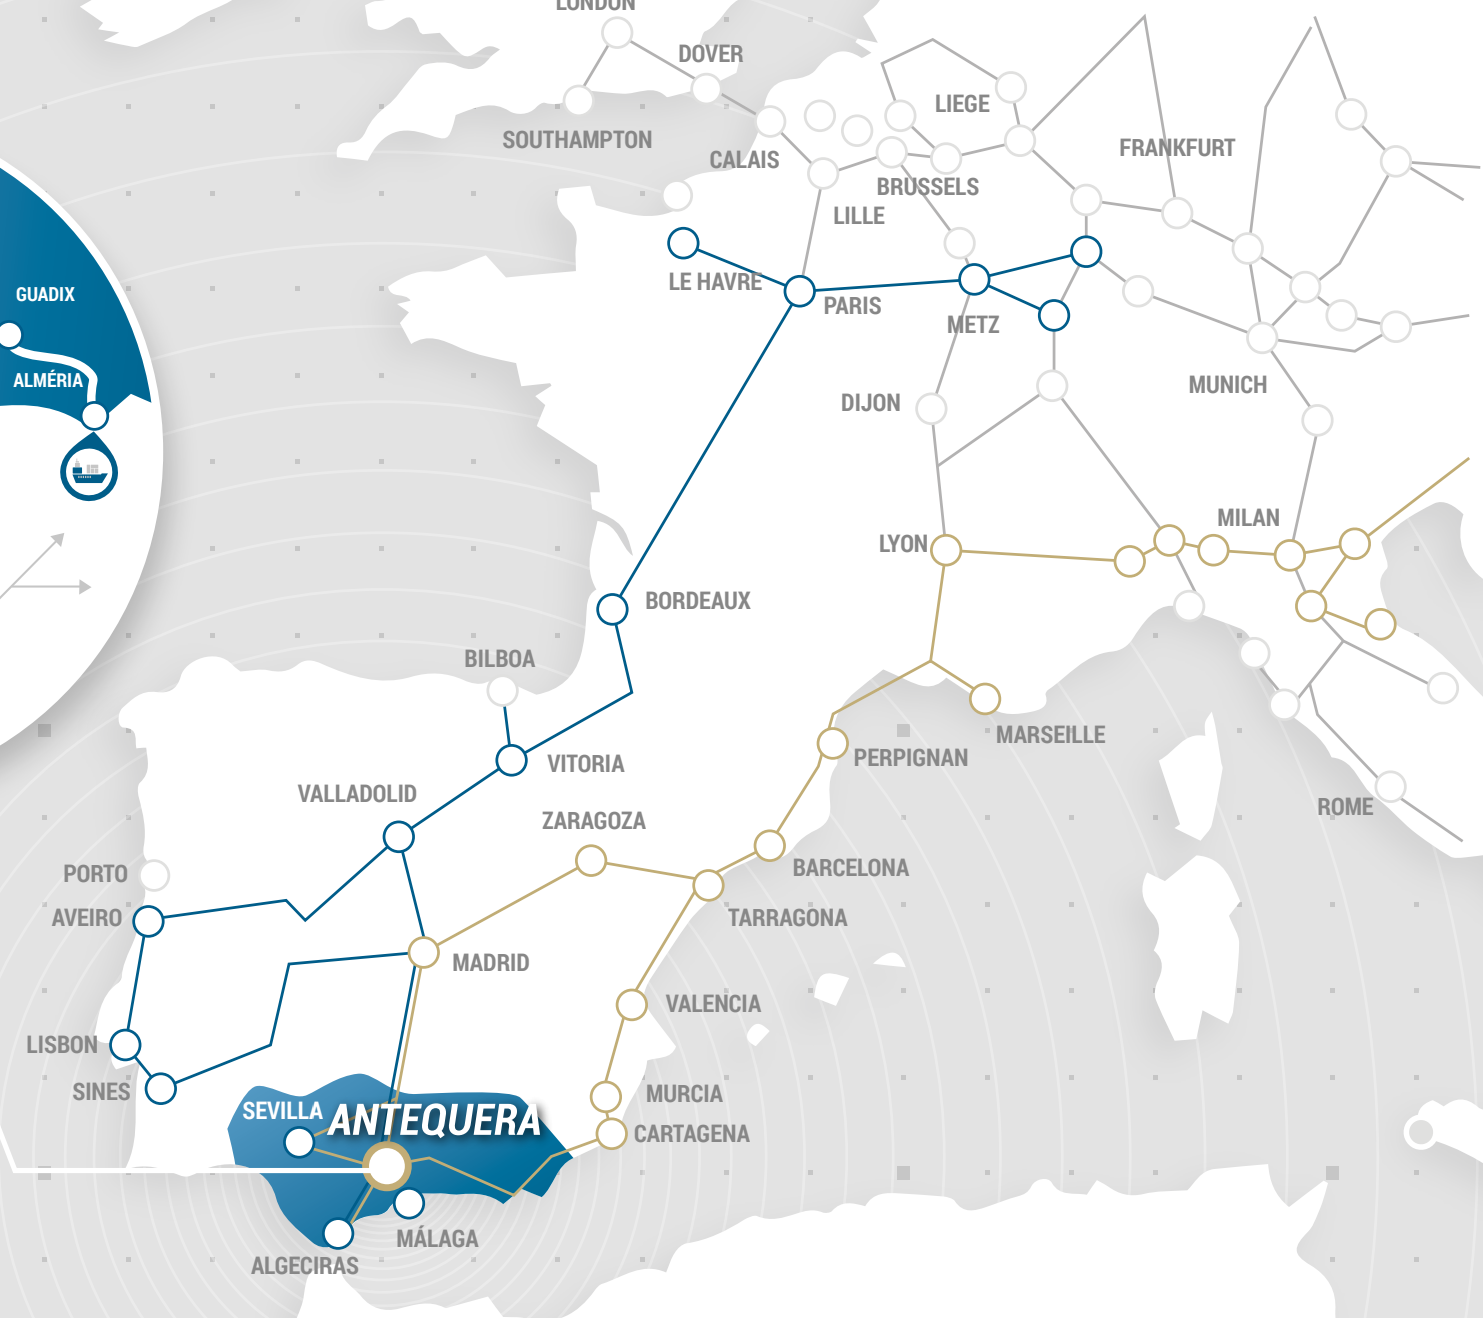 LONDON
DOVER
LIEGE
SOUTHAMPTON
FRANKFURT
CALAIS
BRUSSELS
LILLE
LE HAVRE
GUADIX
PARIS
METZ
ALMÉRIA
MUNICH
DIJON
MILAN
LYON
BORDEAUX
BILBOA
MARSEILLE
PERPIGNAN
VITORIA
VALLADOLID
ROME
ZARAGOZA
BARCELONA
PORTO
AVEIRO
TARRAGONA
MADRID
VALENCIA
LISBON
SINES
MURCIA
SEVILLA
ANTEQUERA
CARTAGENA
MÁLAGA
ALGECIRAS